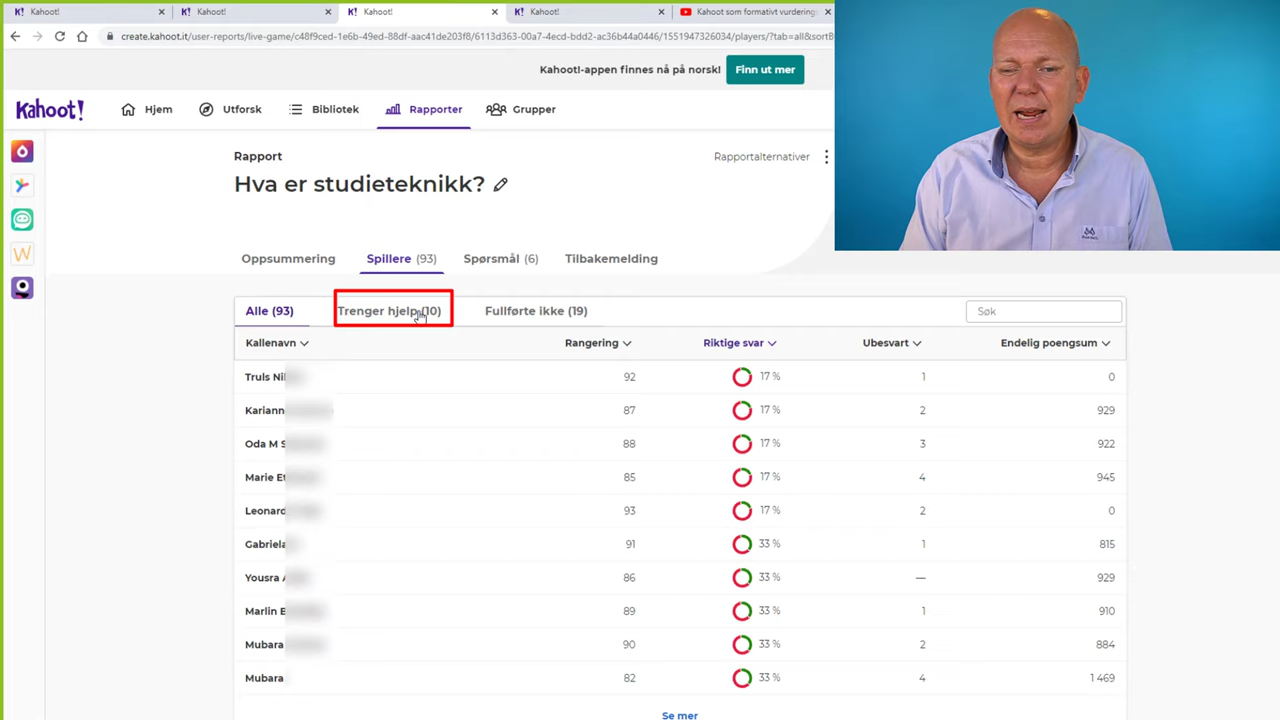 Kahoot!
Kahoot!
Kahoot!
Kahoot!
Kahoot som formativt vurdering
create.kahoot.it/user-reports/live-game/c48f9ced-1e6b-49ed-88df-aac41de203f8/6113d363-00a7-4ecd-bdd2-ac36b44a0446/1551947326034/players/?tab=all&sortB
Kahoot!-appen finnes nå på norsk! Finn ut mer
Kahoot! Hjem Utforsk Bibliotek Rapporter Grupper
Rapport Rapportalternativer
Hva er studieteknikk?
Oppsummering Spillere (93) Spørsmål (6) Tilbakemelding
Alle (93) Trenger hjelp (10) Fullførte ikke (19) Søk
Kallenavn Rangering Riktige svar Ubesvart Endelig poengsum
Truls 92 17 % 1 0
Kariann 87 17 % 2 929
Oda M 88 17 % 3 922
Marie 85 17 % 4 945
Leonard 93 17 % 2 0
Gabriela 91 33 % 1 815
Yousra 86 33 % — 929
Marlin 89 33 % 1 910
Mubara 90 33 % 2 884
Mubara 82 33 % 4 1 469
Se mer